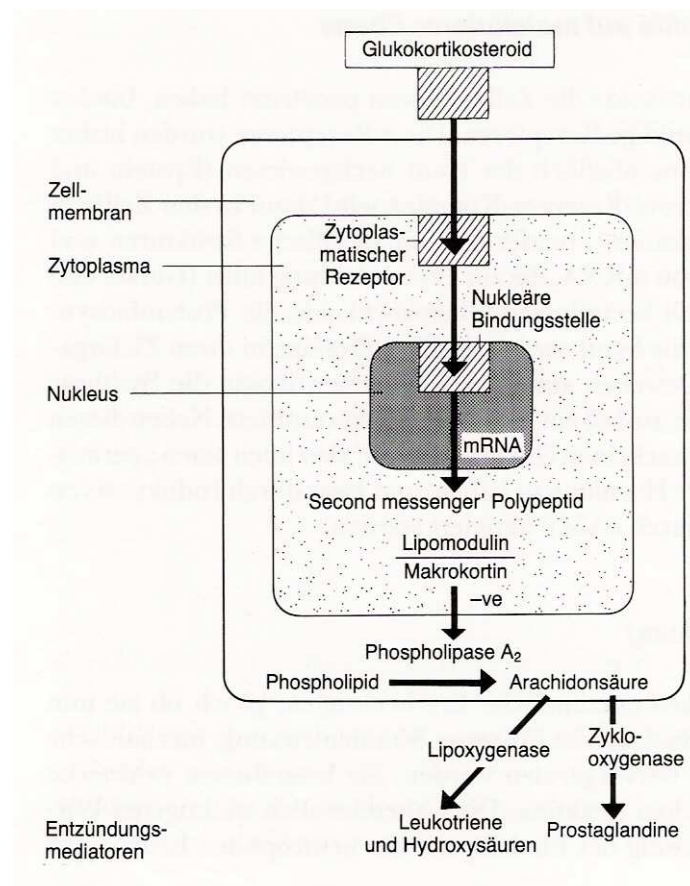 Glukokortikosteroid
Zell-
membran
Zytoplas-
matischer
Rezeptor
Zytoplasma
Nukleäre
Bindungsstelle
Nukleus
mRNA
'Second messenger' Polypeptid
Lipomodulin
Makrokortin
–ve
Phospholipase A₂
Phospholipid
Arachidonsäure
Lipoxygenase
Zyklo-
oxygenase
Entzündungs-
mediatoren
Leukotriene
und Hydroxysäuren
Prostaglandine